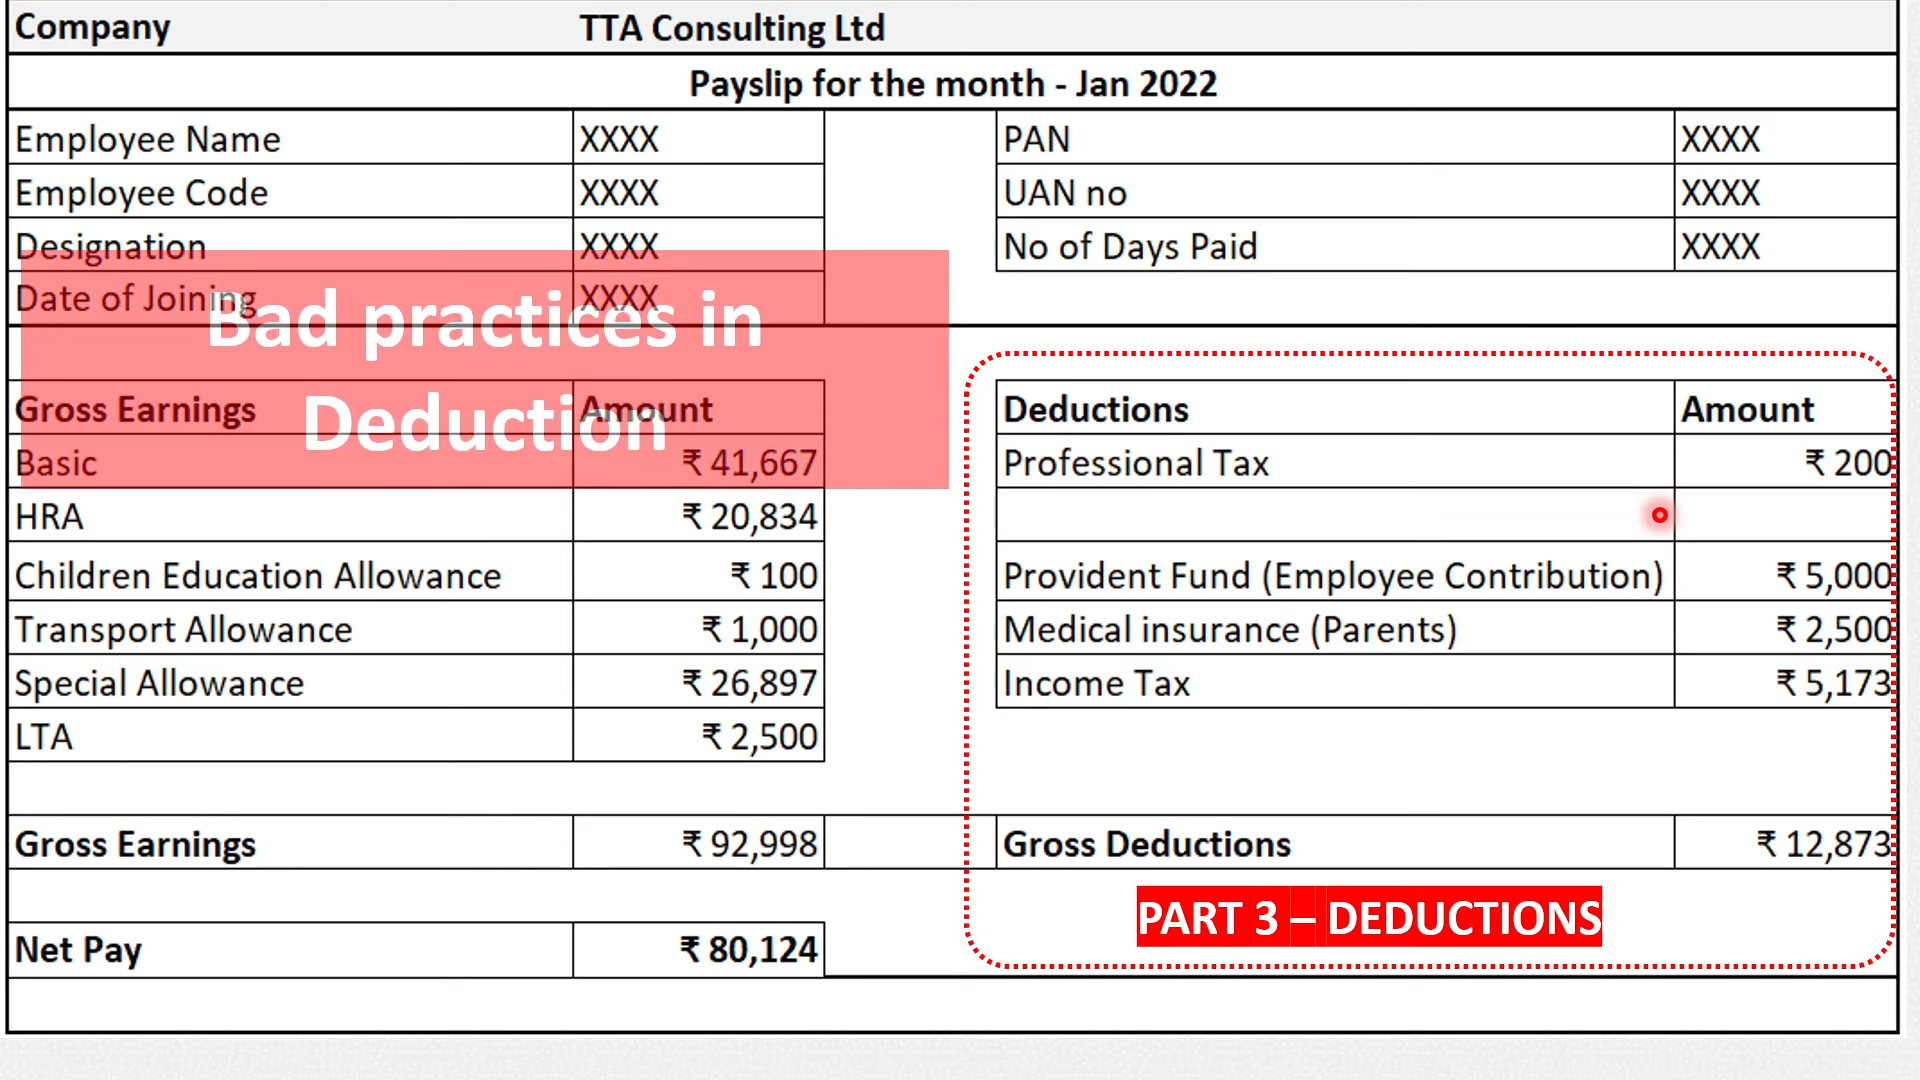 Company TTA Consulting Ltd
Payslip for the month - Jan 2022
Employee Name XXXX PAN XXXX
Employee Code XXXX UAN no XXXX
Designation XXXX No of Days Paid XXXX
Date of Joining XXXX
Bad practices in
Deduction
Gross Earnings Amount Deductions Amount
Basic ₹ 41,667 Professional Tax ₹ 200
HRA ₹ 20,834
Children Education Allowance ₹ 100 Provident Fund (Employee Contribution) ₹ 5,000
Transport Allowance ₹ 1,000 Medical insurance (Parents) ₹ 2,500
Special Allowance ₹ 26,897 Income Tax ₹ 5,173
LTA ₹ 2,500
Gross Earnings ₹ 92,998 Gross Deductions ₹ 12,873
PART 3 – DEDUCTIONS
Net Pay ₹ 80,124